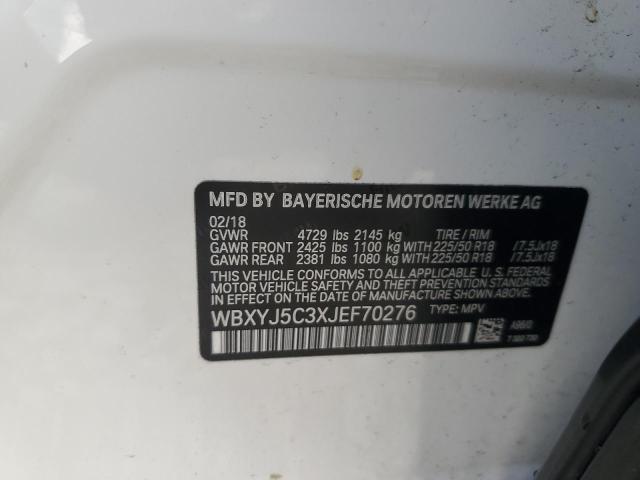 MFD BY BAYERISCHE MOTOREN WERKE AG
02/18
GVWR 4729 lbs 2145 kg TIRE / RIM
GAWR FRONT 2425 lbs 1100 kg WITH 225/50 R18 / 7.5Jx18
GAWR REAR 2381 lbs 1080 kg WITH 225/50 R18 / 7.5Jx18
THIS VEHICLE CONFORMS TO ALL APPLICABLE U. S. FEDERAL
MOTOR VEHICLE SAFETY, BUMPER, AND THEFT PREVENTION
STANDARDS IN EFFECT ON THE DATE OF MANUFACTURE SHOWN ABOVE.
WBXYJ5C3XJEF70276 TYPE: MPV